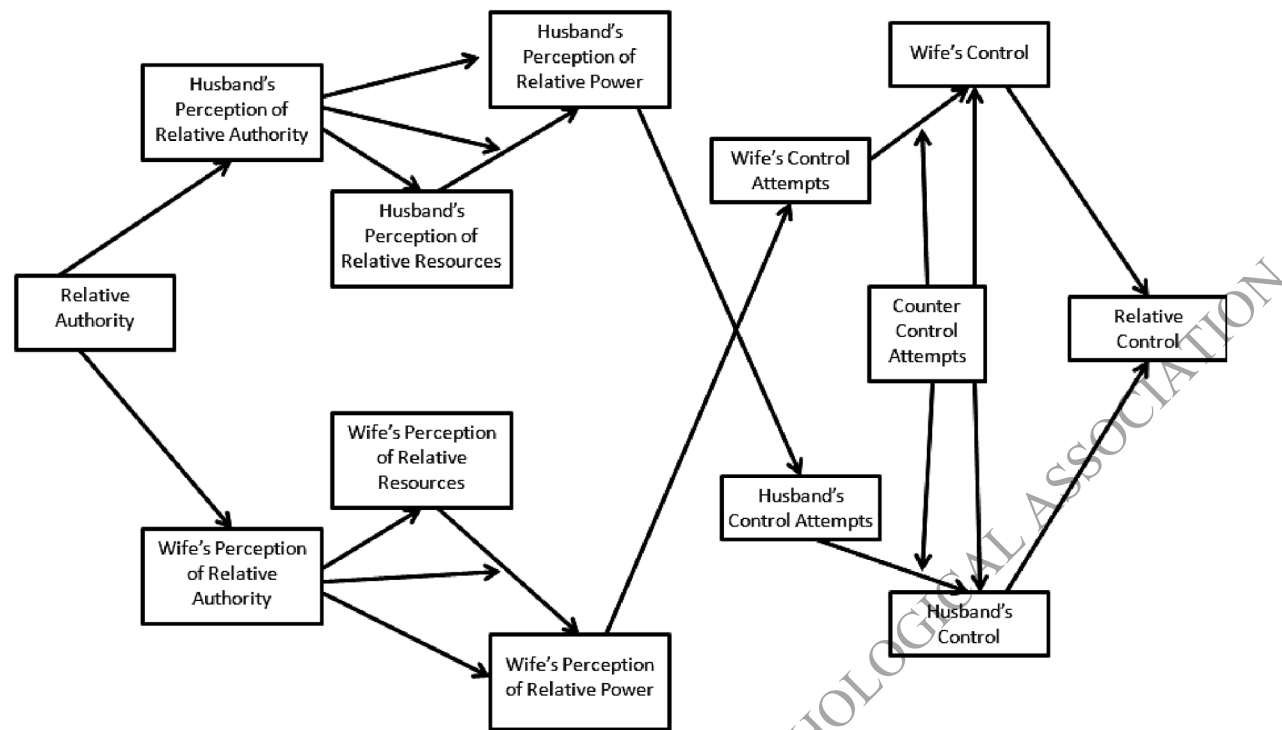 Husband's
Perception of
Relative Power
Wife's Control
Husband's
Perception of
Relative Authority
Wife's Control
Attempts
Husband's
Perception of
Relative Resources
Relative
Authority
Counter
Control
Attempts
Relative
Control
Wife's Perception
of Relative
Resources
Husband's
Control Attempts
Wife's Perception
of Relative
Authority
Husband's
Control
Wife's Perception
of Relative Power
OLOGICAL ASSOCIATION